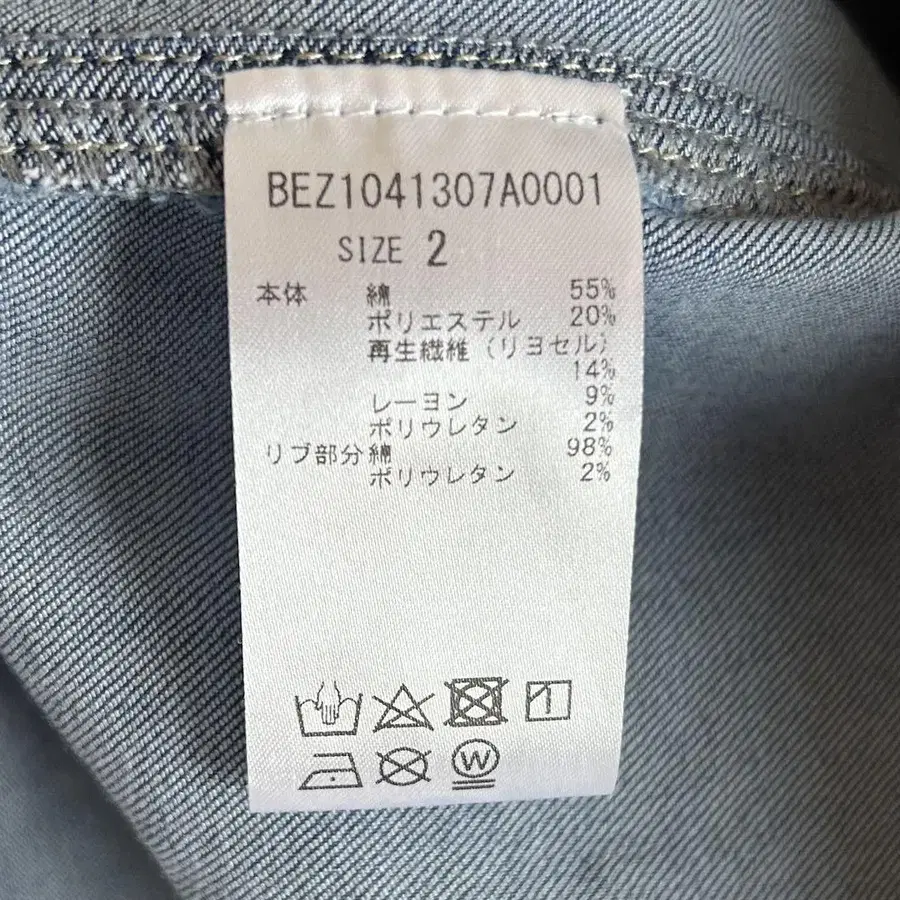 BEZ1041307A0001
SIZE 2
本体 綿 55%
ポリエステル 20%
再生繊維(リヨセル)
14%
レーヨン 9%
ポリウレタン 2%
リブ部分 綿 98%
ポリウレタン 2%
W